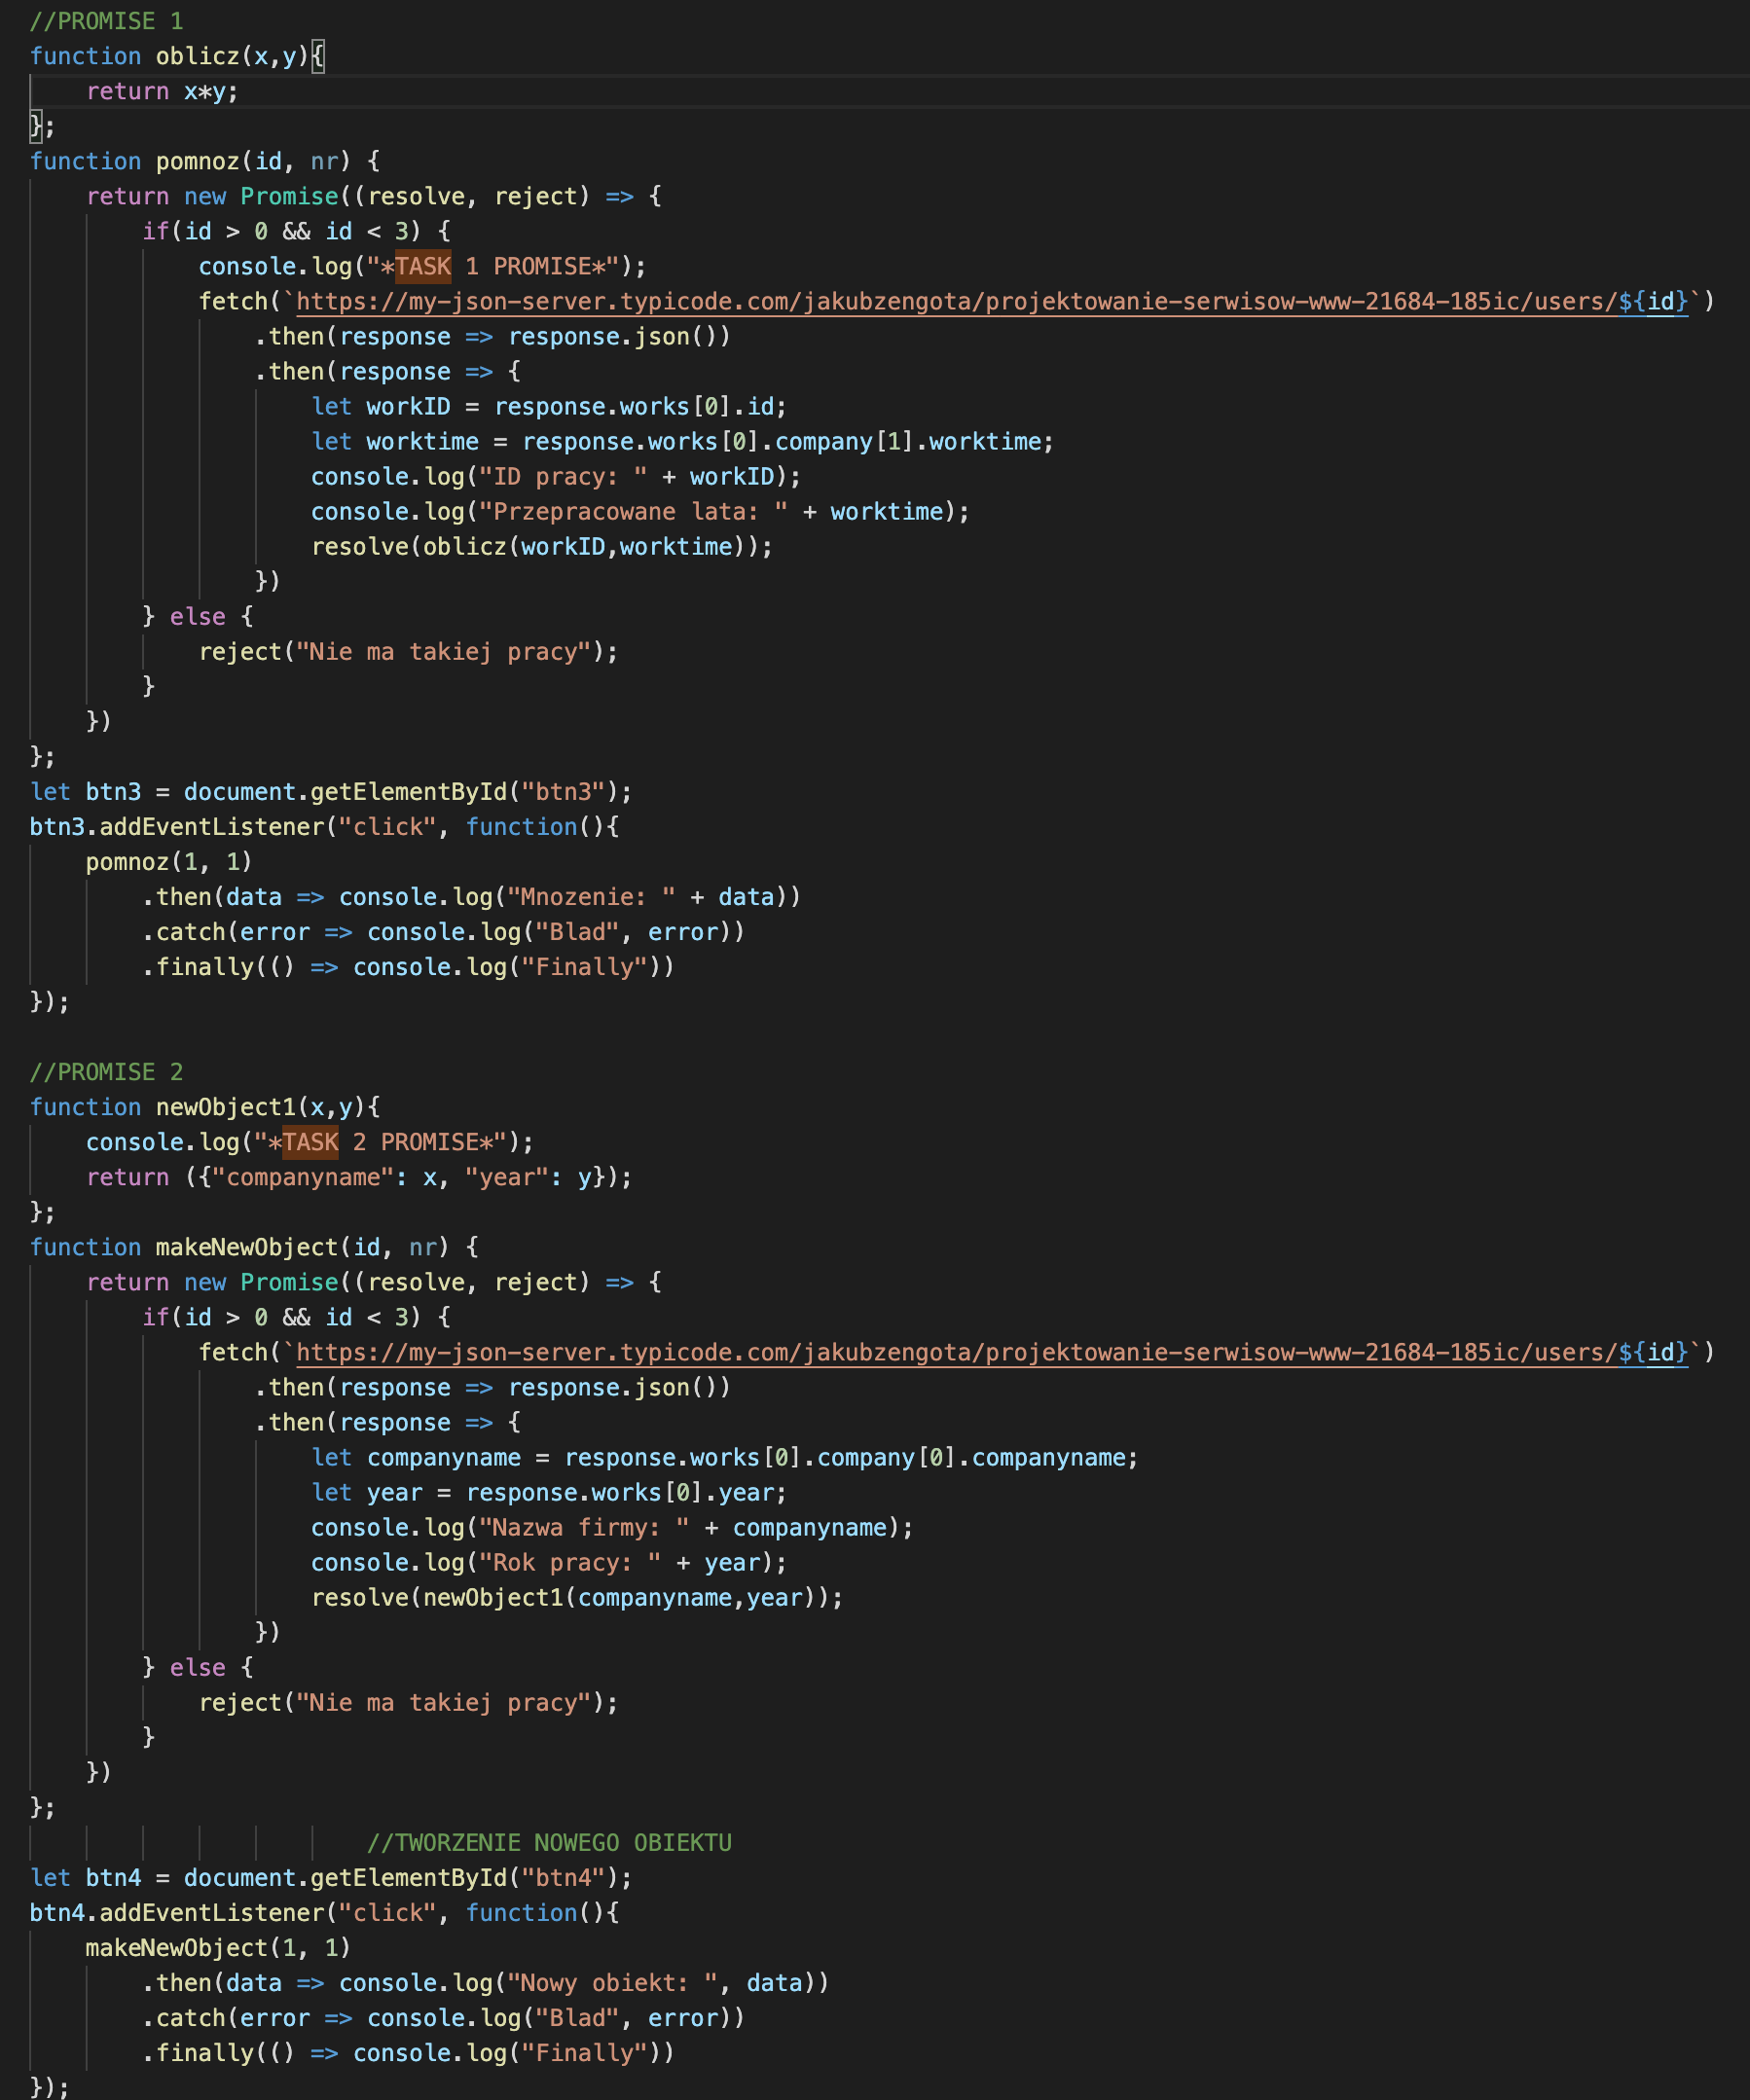 //PROMISE 1
function oblicz(x,y){
    return x*y;
};
function pomnoz(id, nr) {
    return new Promise((resolve, reject) => {
        if(id > 0 && id < 3) {
            console.log("*TASK 1 PROMISE*");
            fetch(`https://my-json-server.typicode.com/jakubzengota/projektowanie-serwisow-www-21684-185ic/users/${id}`)
                .then(response => response.json())
                .then(response => {
                    let workID = response.works[0].id;
                    let worktime = response.works[0].company[1].worktime;
                    console.log("ID pracy: " + workID);
                    console.log("Przepracowane lata: " + worktime);
                    resolve(oblicz(workID,worktime));
                })
        } else {
            reject("Nie ma takiej pracy");
        }
    })
};
let btn3 = document.getElementById("btn3");
btn3.addEventListener("click", function(){
    pomnoz(1, 1)
        .then(data => console.log("Mnozenie: " + data))
        .catch(error => console.log("Blad", error))
        .finally(() => console.log("Finally"))
});

//PROMISE 2
function newObject1(x,y){
    console.log("*TASK 2 PROMISE*");
    return ({"companyname": x, "year": y});
};
function makeNewObject(id, nr) {
    return new Promise((resolve, reject) => {
        if(id > 0 && id < 3) {
            fetch(`https://my-json-server.typicode.com/jakubzengota/projektowanie-serwisow-www-21684-185ic/users/${id}`)
                .then(response => response.json())
                .then(response => {
                    let companyname = response.works[0].company[0].companyname;
                    let year = response.works[0].year;
                    console.log("Nazwa firmy: " + companyname);
                    console.log("Rok pracy: " + year);
                    resolve(newObject1(companyname,year));
                })
        } else {
            reject("Nie ma takiej pracy");
        }
    })
};
                        //TWORZENIE NOWEGO OBIEKTU
let btn4 = document.getElementById("btn4");
btn4.addEventListener("click", function(){
    makeNewObject(1, 1)
        .then(data => console.log("Nowy obiekt: ", data))
        .catch(error => console.log("Blad", error))
        .finally(() => console.log("Finally"))
});